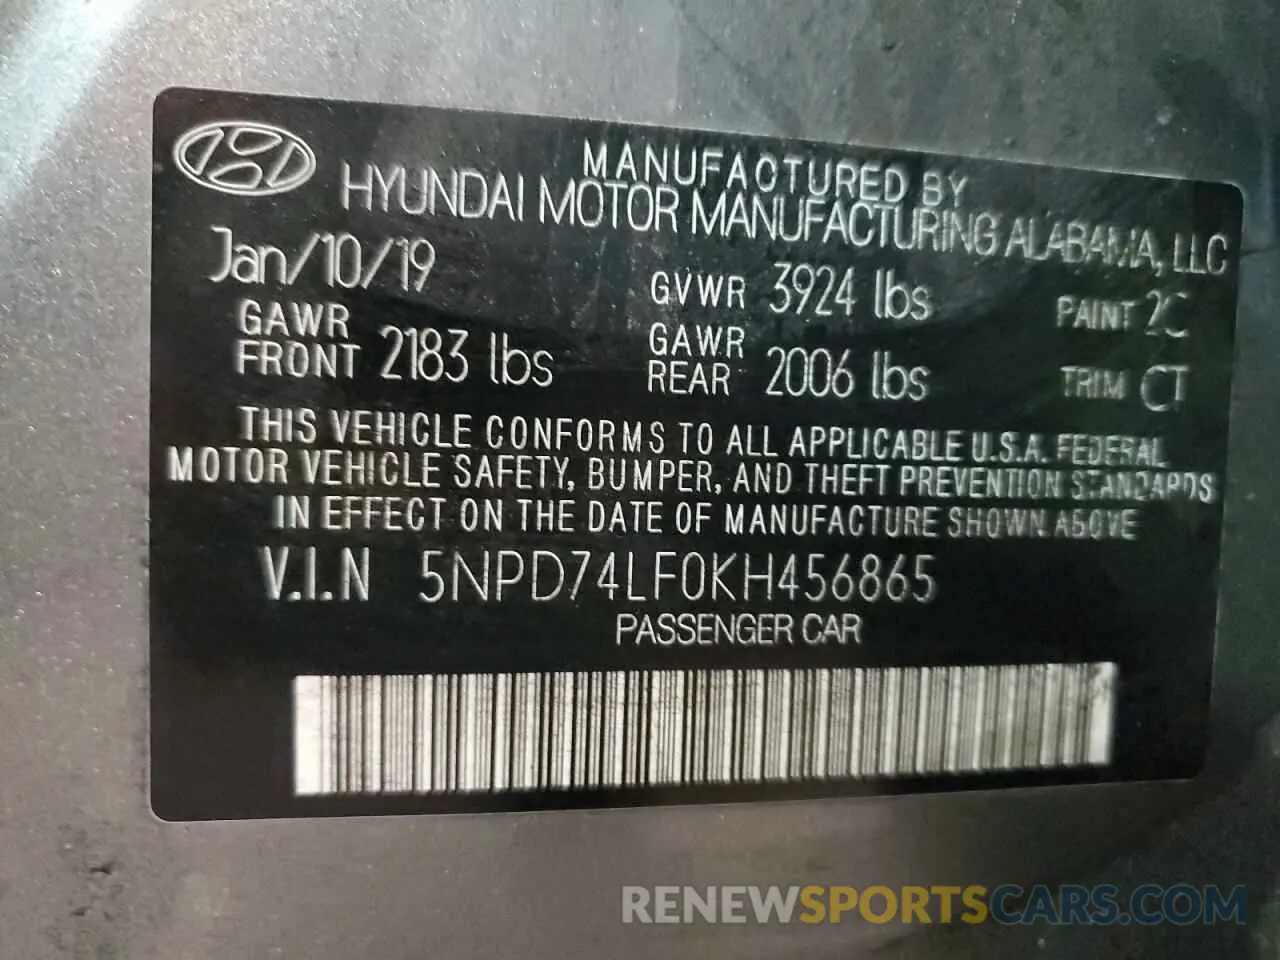 MANUFACTURED BY
HYUNDAI MOTOR MANUFACTURING ALABAMA, LLC
Jan/10/19
GVWR 3924 lbs
PAINT 2C
GAWR FRONT 2183 lbs
GAWR REAR 2006 lbs
TRIM CT
THIS VEHICLE CONFORMS TO ALL APPLICABLE U.S.A. FEDERAL
MOTOR VEHICLE SAFETY, BUMPER, AND THEFT PREVENTION STANDARDS
IN EFFECT ON THE DATE OF MANUFACTURE SHOWN ABOVE
V.I.N 5NPD74LF0KH456865
PASSENGER CAR
RENEWSPORTSCARS.COM